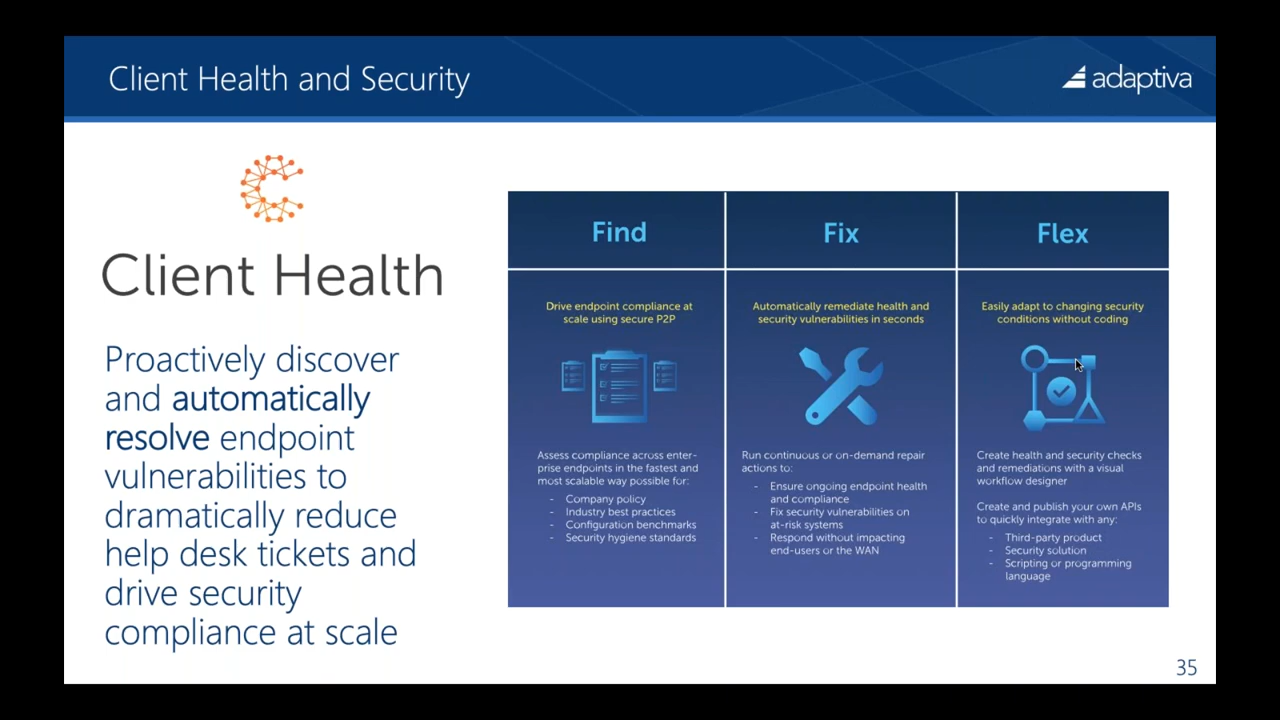 Client Health and Security
adaptiva
Client Health
Proactively discover
and automatically
resolve endpoint
vulnerabilities to
dramatically reduce
help desk tickets and
drive security
compliance at scale
Find
Drive endpoint compliance at
scale using secure P2P
Assess compliance across enter-
prise endpoints in the fastest and
most scalable way possible for:
- Company policy
- Industry best practices
- Configuration benchmarks
- Security hygiene standards
Fix
Automatically remediate health and
security vulnerabilities in seconds
Run continuous or on-demand repair
actions to:
- Ensure ongoing endpoint health
and compliance
- Fix security vulnerabilities on
at-risk systems
- Respond without impacting
end-users or the WAN
Flex
Easily adapt to changing security
conditions without coding
Create health and security checks
and remediations with a visual
workflow designer
Create and publish your own APIs
to quickly integrate with any:
- Third-party product
- Security solution
- Scripting or programming
language
35